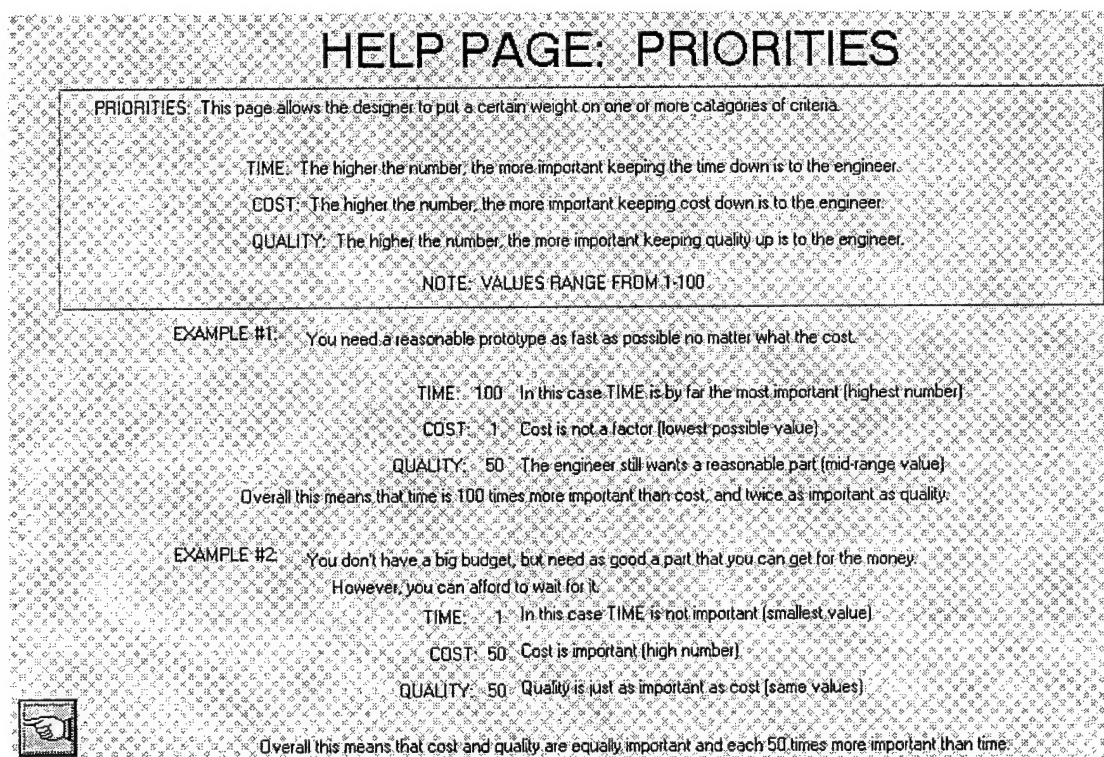 HELP PAGE: PRIORITIES
PRIORITIES: This page allows the designer to put a certain weight on one or more catagories of criteria.
TIME: The higher the number, the more important keeping the time down is to the engineer.
COST: The higher the number, the more important keeping cost down is to the engineer.
QUALITY: The higher the number, the more important keeping quality up is to the engineer.
NOTE: VALUES RANGE FROM 1-100
EXAMPLE #1: You need a reasonable prototype as fast as possible no matter what the cost.
TIME: 100 In this case TIME is by far the most important (highest number)
COST: 1 Cost is not a factor (lowest possible value)
QUALITY: 50 The engineer still wants a reasonable part (mid-range value)
Overall this means that time is 100 times more important than cost, and twice as important as quality.
EXAMPLE #2 You don't have a big budget, but need as good a part that you can get for the money.
However, you can afford to wait for it.
TIME: 1 In this case TIME is not important (smallest value)
COST: 50 Cost is important (high number)
QUALITY: 50 Quality is just as important as cost (same values)
Overall this means that cost and quality are equally important and each 50 times more important than time.